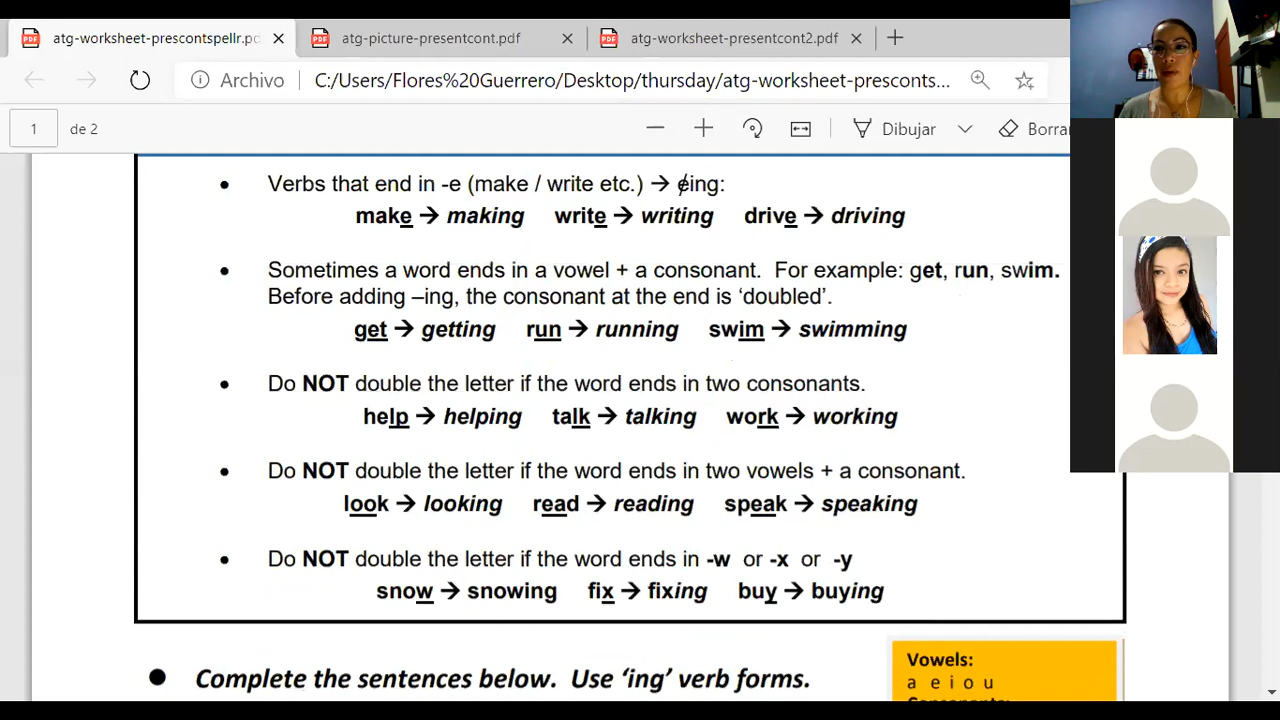 atg-worksheet-prescontspellr.pd
atg-picture-presentcont.pdf
atg-worksheet-presentcont2.pdf
Archivo
C:/Users/Flores%20Guerrero/Desktop/thursday/atg-worksheet-presconts...
1 de 2
Dibujar
Borra
• Verbs that end in -e (make / write etc.) → e̸ing:
make → making write → writing drive → driving
• Sometimes a word ends in a vowel + a consonant. For example: get, run, swim.
Before adding –ing, the consonant at the end is ‘doubled’.
get → getting run → running swim → swimming
• Do NOT double the letter if the word ends in two consonants.
help → helping talk → talking work → working
• Do NOT double the letter if the word ends in two vowels + a consonant.
look → looking read → reading speak → speaking
• Do NOT double the letter if the word ends in -w or -x or -y
snow → snowing fix → fixing buy → buying
● Complete the sentences below. Use ‘ing’ verb forms.
Vowels:
a e i o u